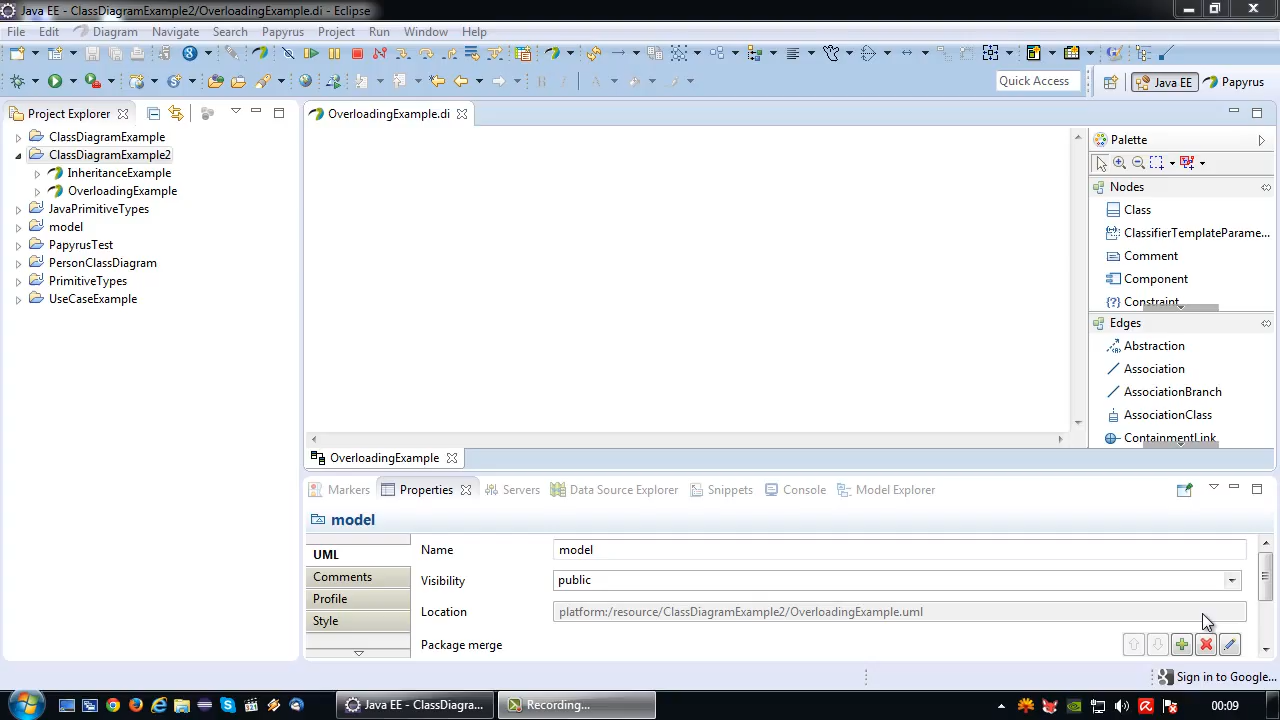 Java EE - ClassDiagramExample2/OverloadingExample.di - Eclipse
File Edit Diagram Navigate Search Papyrus Project Run Window Help
Quick Access Java EE Papyrus
Project Explorer
OverloadingExample.di
ClassDiagramExample
ClassDiagramExample2
InheritanceExample
OverloadingExample
JavaPrimitiveTypes
model
PapyrusTest
PersonClassDiagram
PrimitiveTypes
UseCaseExample
Palette
Nodes
Class
ClassifierTemplateParame...
Comment
Component
Constraint
Edges
Abstraction
Association
AssociationBranch
AssociationClass
ContainmentLink
OverloadingExample
Markers Properties Servers Data Source Explorer Snippets Console Model Explorer
model
UML
Comments
Profile
Style
Name model
Visibility public
Location platform:/resource/ClassDiagramExample2/OverloadingExample.uml
Package merge
Sign in to Google...
Java EE - ClassDiagra...
Recording...
00:09